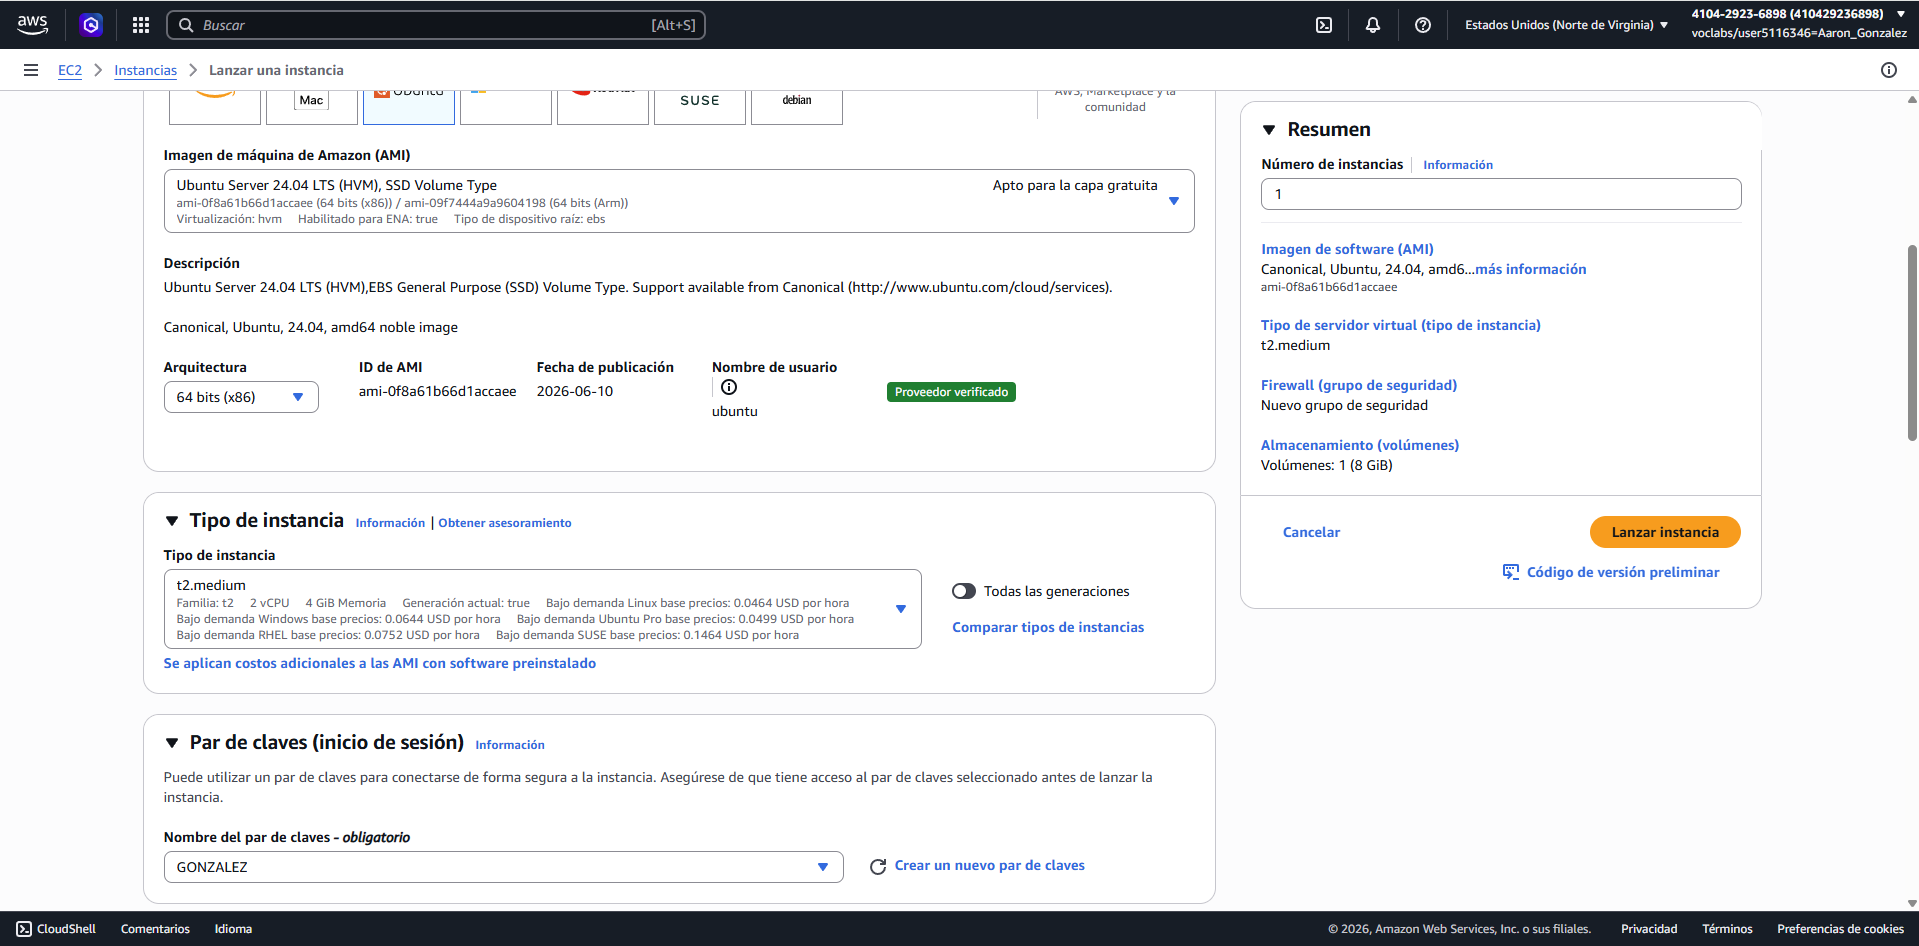 aws
Buscar [Alt+S]
Estados Unidos (Norte de Virginia)
4104-2923-6898 (410429236898)
voclabs/user5116346=Aaron_Gonzalez
EC2 Instancias Lanzar una instancia
Mac
Ubuntu
SUSE
debian
AWS, Marketplace y la
comunidad
Imagen de máquina de Amazon (AMI)
Ubuntu Server 24.04 LTS (HVM), SSD Volume Type
Apto para la capa gratuita
ami-0f8a61b66d1accaee (64 bits (x86)) / ami-09f7444a9a9604198 (64 bits (Arm))
Virtualización: hvm Habilitado para ENA: true Tipo de dispositivo raíz: ebs
Descripción
Ubuntu Server 24.04 LTS (HVM),EBS General Purpose (SSD) Volume Type. Support available from Canonical (http://www.ubuntu.com/cloud/services).
Canonical, Ubuntu, 24.04, amd64 noble image
Arquitectura
64 bits (x86)
ID de AMI
ami-0f8a61b66d1accaee
Fecha de publicación
2026-06-10
Nombre de usuario
ubuntu
Proveedor verificado
Tipo de instancia Información | Obtener asesoramiento
Tipo de instancia
t2.medium
Familia: t2 2 vCPU 4 GiB Memoria Generación actual: true Bajo demanda Linux base precios: 0.0464 USD por hora
Bajo demanda Windows base precios: 0.0644 USD por hora Bajo demanda Ubuntu Pro base precios: 0.0499 USD por hora
Bajo demanda RHEL base precios: 0.0752 USD por hora Bajo demanda SUSE base precios: 0.1464 USD por hora
Todas las generaciones
Comparar tipos de instancias
Se aplican costos adicionales a las AMI con software preinstalado
Par de claves (inicio de sesión) Información
Puede utilizar un par de claves para conectarse de forma segura a la instancia. Asegúrese de que tiene acceso al par de claves seleccionado antes de lanzar la
instancia.
Nombre del par de claves - obligatorio
GONZALEZ
Crear un nuevo par de claves
Resumen
Número de instancias Información
1
Imagen de software (AMI)
Canonical, Ubuntu, 24.04, amd6...más información
ami-0f8a61b66d1accaee
Tipo de servidor virtual (tipo de instancia)
t2.medium
Firewall (grupo de seguridad)
Nuevo grupo de seguridad
Almacenamiento (volúmenes)
Volúmenes: 1 (8 GiB)
Cancelar
Lanzar instancia
Código de versión preliminar
CloudShell Comentarios Idioma
© 2026, Amazon Web Services, Inc. o sus filiales. Privacidad Términos Preferencias de cookies